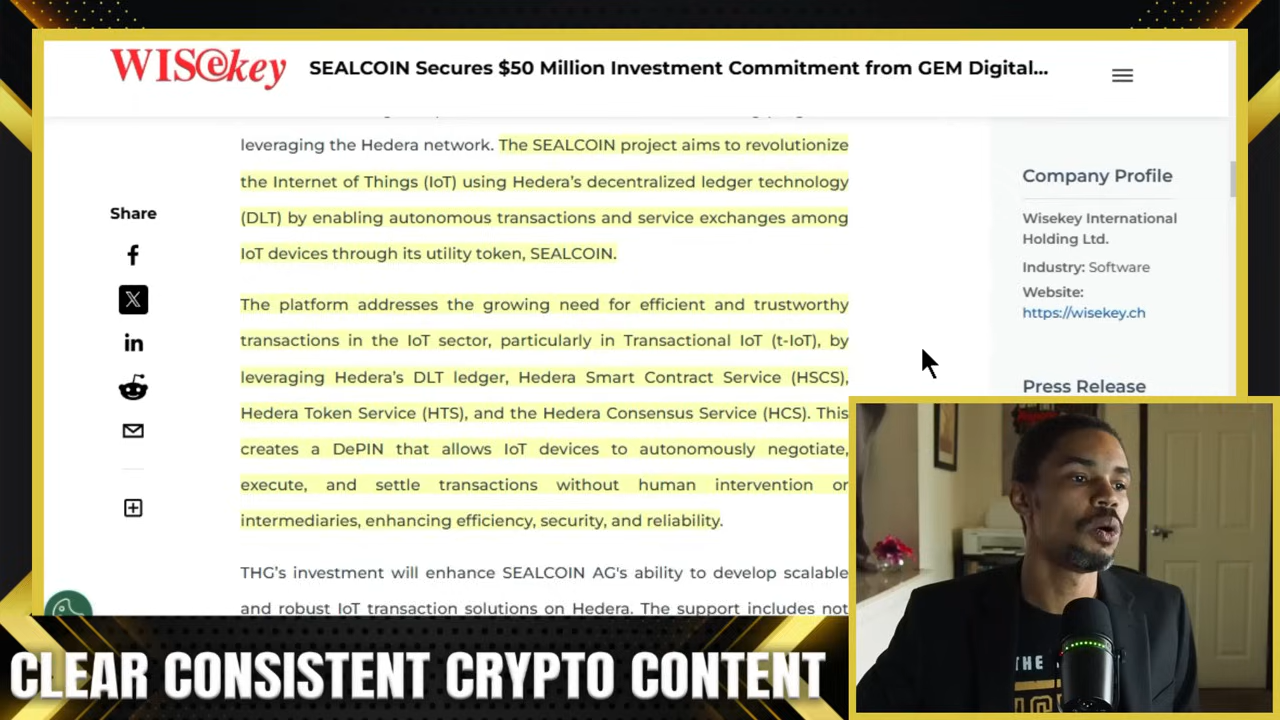 WISekey
SEALCOIN Secures $50 Million Investment Commitment from GEM Digital...
leveraging the Hedera network. The SEALCOIN project aims to revolutionize
the Internet of Things (IoT) using Hedera's decentralized ledger technology
(DLT) by enabling autonomous transactions and service exchanges among
IoT devices through its utility token, SEALCOIN.
The platform addresses the growing need for efficient and trustworthy
transactions in the IoT sector, particularly in Transactional IoT (t-IoT), by
leveraging Hedera's DLT ledger, Hedera Smart Contract Service (HSCS),
Hedera Token Service (HTS), and the Hedera Consensus Service (HCS). This
creates a DePIN that allows IoT devices to autonomously negotiate,
execute, and settle transactions without human intervention or
intermediaries, enhancing efficiency, security, and reliability.
THG's investment will enhance SEALCOIN AG's ability to develop scalable
and robust IoT transaction solutions on Hedera. The support includes not
Share
Company Profile
Wisekey International
Holding Ltd.
Industry: Software
Website:
https://wisekey.ch
Press Release
THE
CLEAR CONSISTENT CRYPTO CONTENT